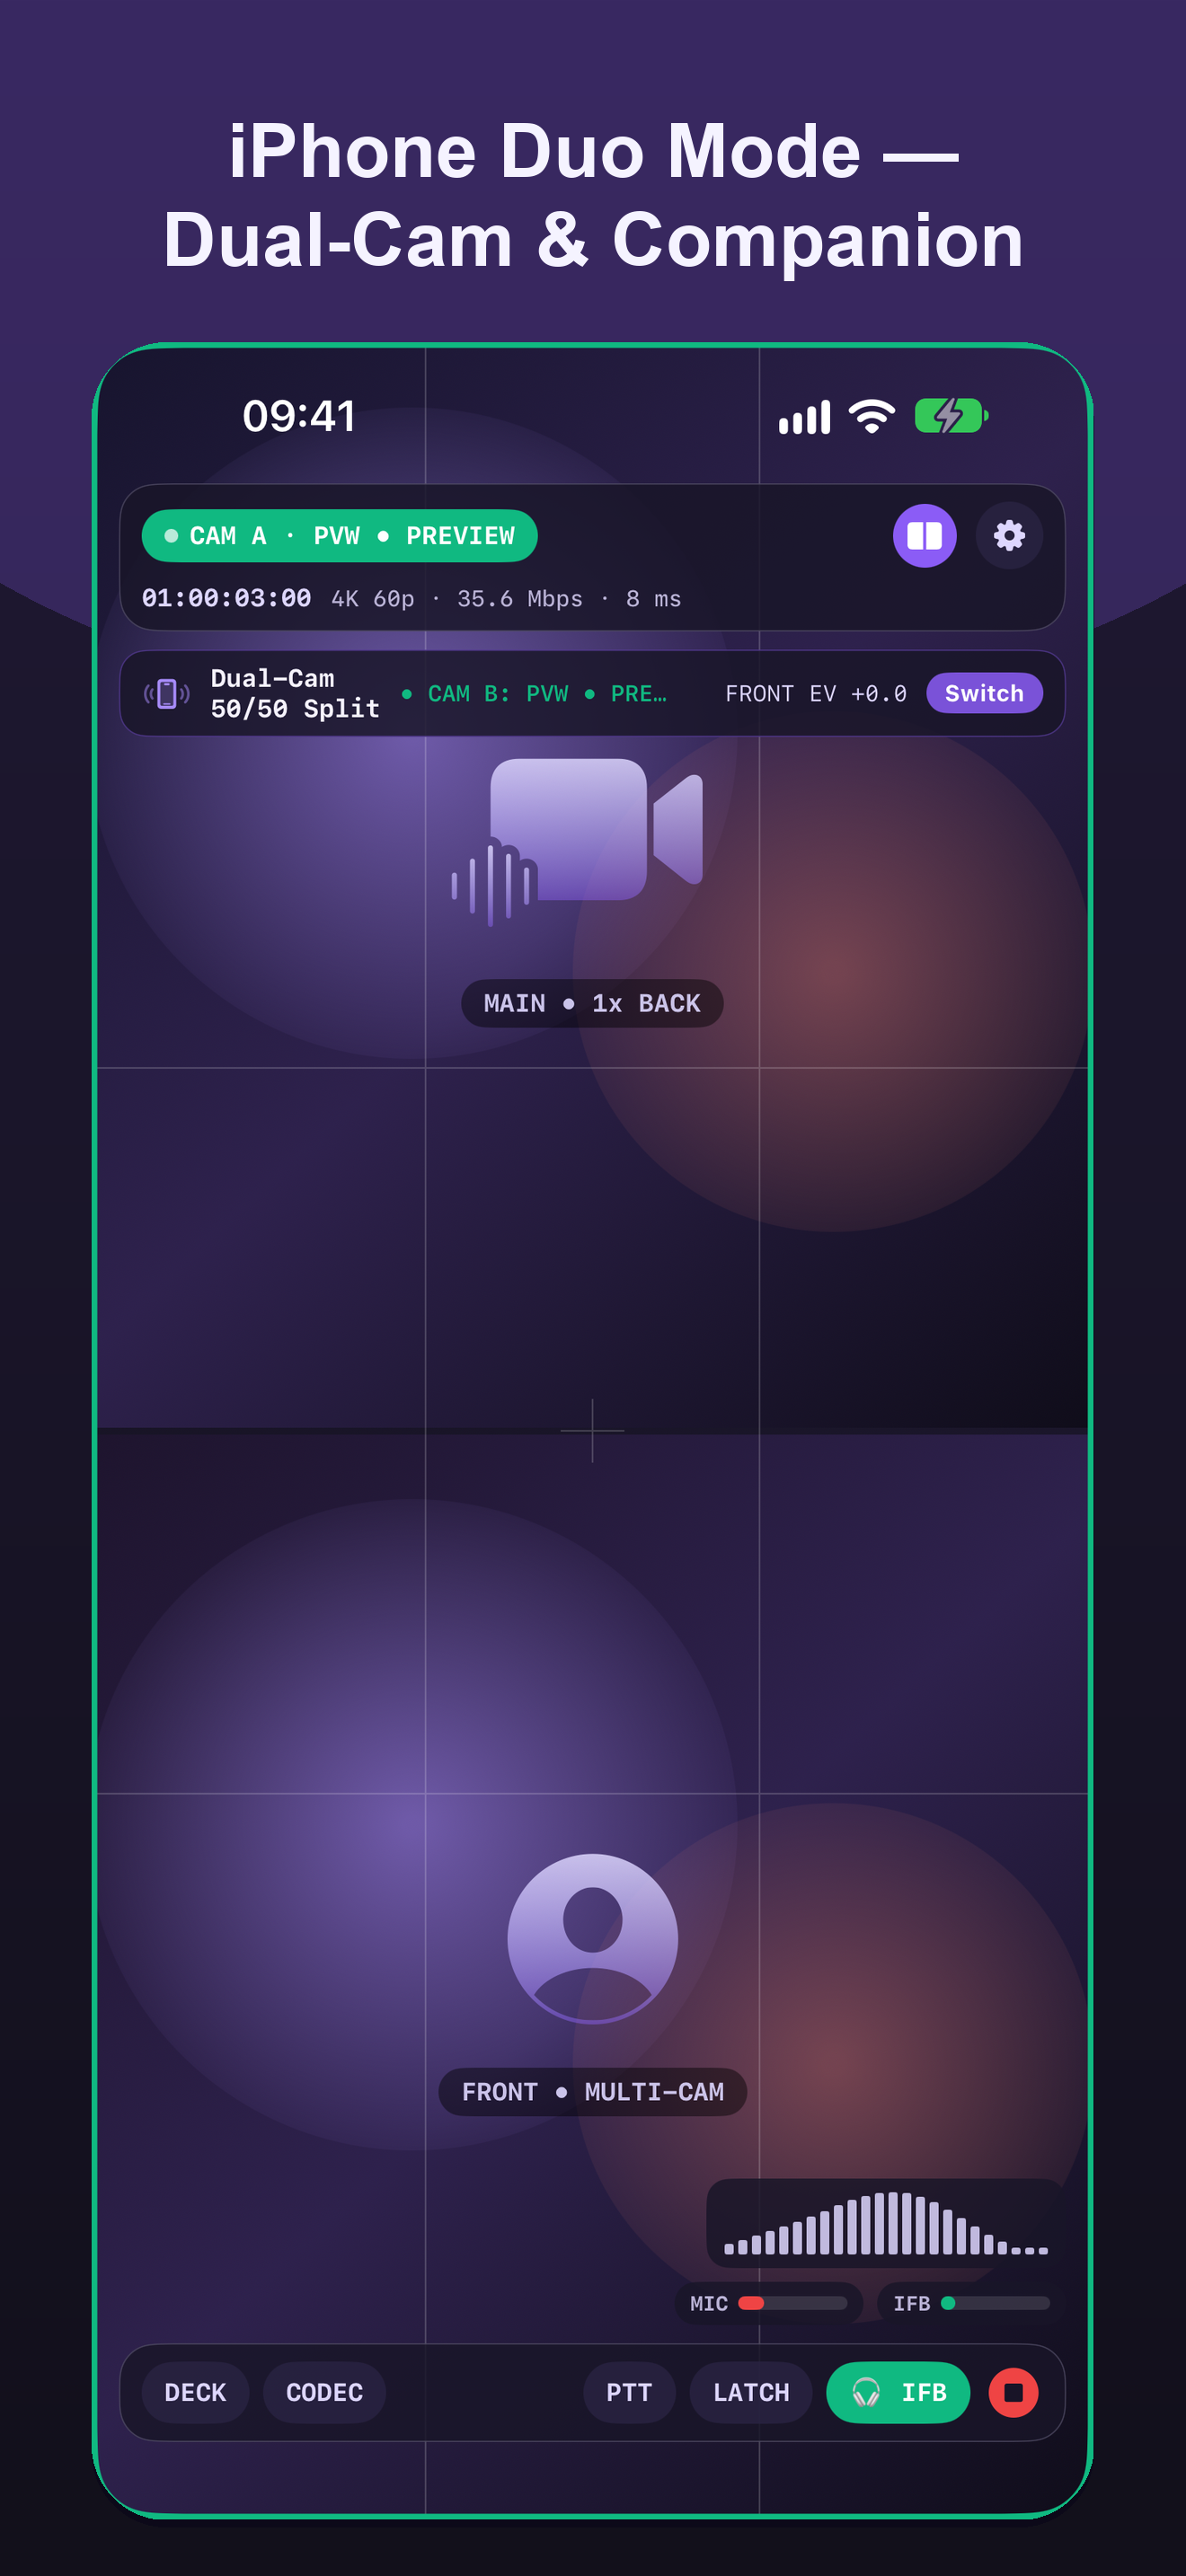 iPhone Duo Mode —
Dual-Cam & Companion
09:41
CAM A · PVW ● PREVIEW
01:00:03:00 4K 60p · 35.6 Mbps · 8 ms
Dual-Cam
50/50 Split
● CAM B: PVW ● PRE… FRONT EV +0.0 Switch
MAIN ● 1x BACK
FRONT ● MULTI-CAM
MIC IFB
DECK CODEC PTT LATCH 🎧 IFB